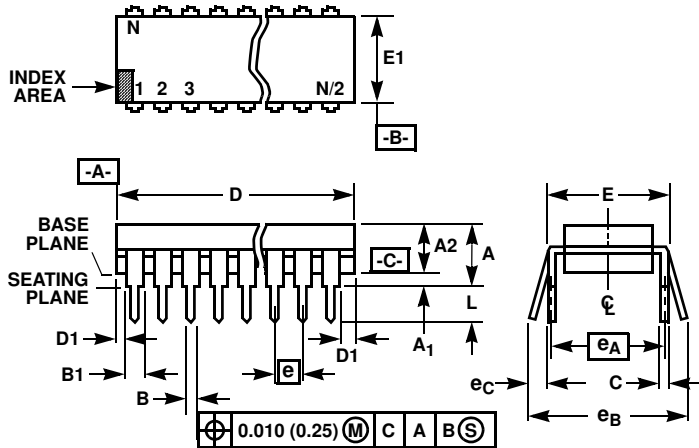 N
E1
INDEX
AREA
1 2 3 N/2
-B-
-A-
D
E
BASE
PLANE
A2
A
-C-
SEATING
PLANE
L
C
L
D1
A1
D1
eA
B1
e
eC
C
B
eB
0.010 (0.25) M C A B S